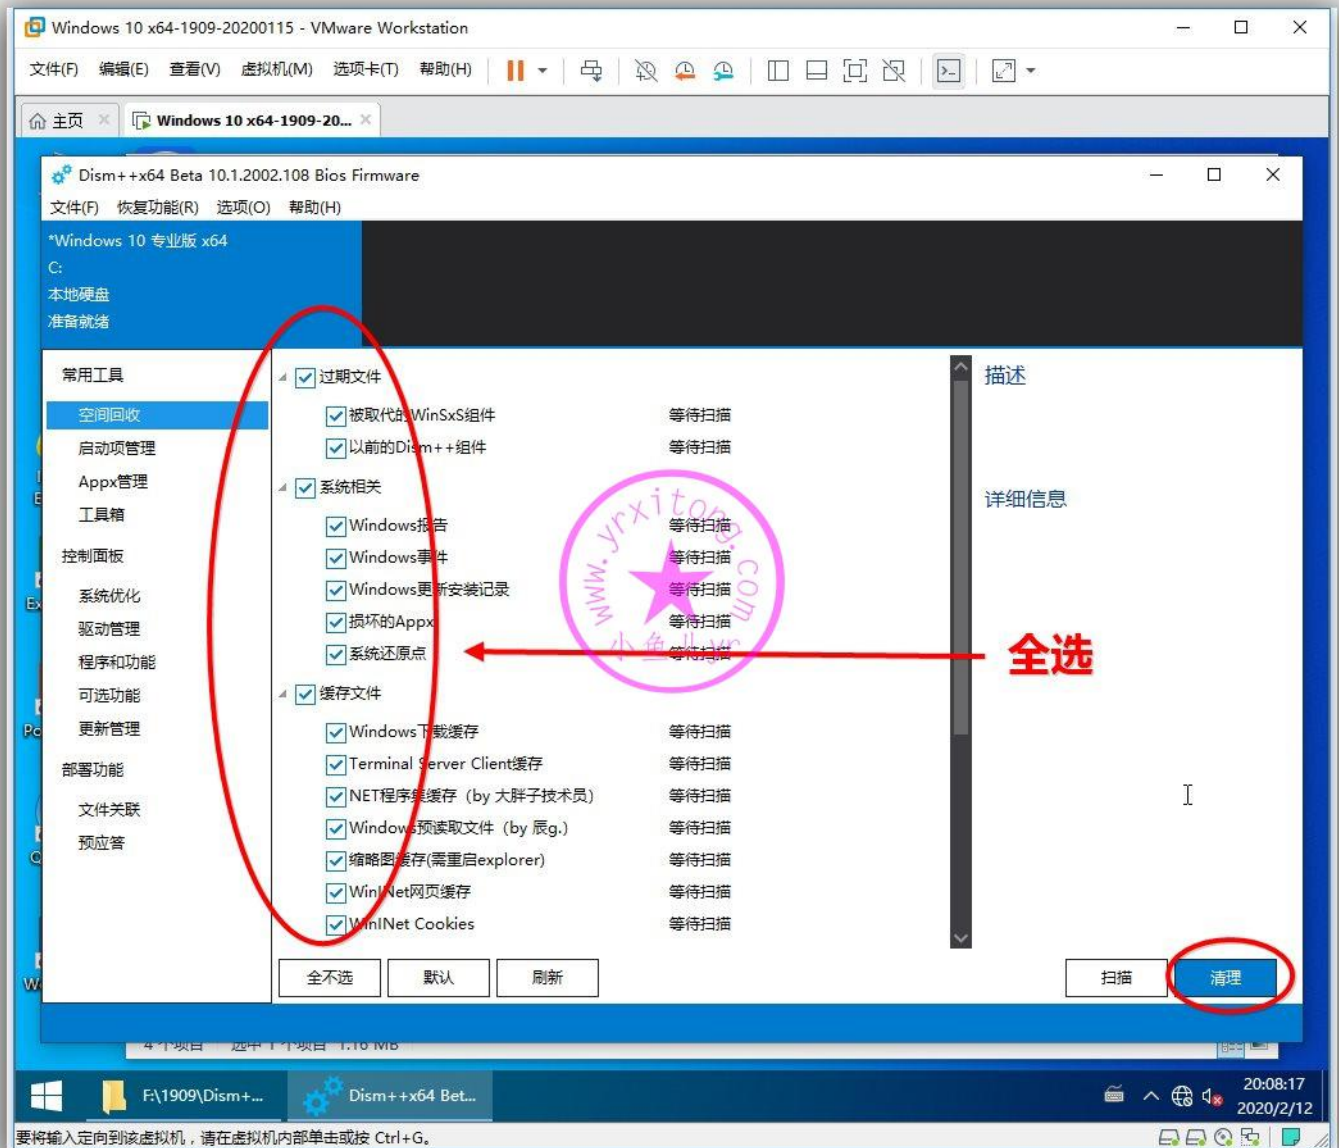 Windows 10 x64-1909-20200115 - VMware Workstation
文件(F) 编辑(E) 查看(V) 虚拟机(M) 选项卡(T) 帮助(H)
主页 Windows 10 x64-1909-20...
Dism++x64 Beta 10.1.2002.108 Bios Firmware
文件(F) 恢复功能(R) 选项(O) 帮助(H)
*Windows 10 专业版 x64
C:
本地硬盘
准备就绪
常用工具
空间回收
启动项管理
Appx管理
工具箱
控制面板
系统优化
驱动管理
程序和功能
可选功能
更新管理
部署功能
文件关联
预应答
过期文件
被取代的WinSxS组件 等待扫描
以前的Dism++组件 等待扫描
系统相关
Windows报告 等待扫描
Windows事件 等待扫描
Windows更新安装记录 等待扫描
损坏的Appx 等待扫描
系统还原点 等待扫描
缓存文件
Windows下载缓存 等待扫描
Terminal Server Client缓存 等待扫描
NET程序集缓存（by 大胖子技术员) 等待扫描
Windows预读取文件（by 辰g.) 等待扫描
缩略图缓存(需重启explorer) 等待扫描
WinINet网页缓存 等待扫描
WinINet Cookies 等待扫描
描述
详细信息
www.yrxitong.com
小鱼儿yr
全选
全不选 默认 刷新 扫描 清理
4 个项目 选中 1 个项目 1.16 MB
F:\1909\Dism+... Dism++x64 Bet... 20:08:17
2020/2/12
要将输入定向到该虚拟机，请在虚拟机内部单击或按 Ctrl+G。